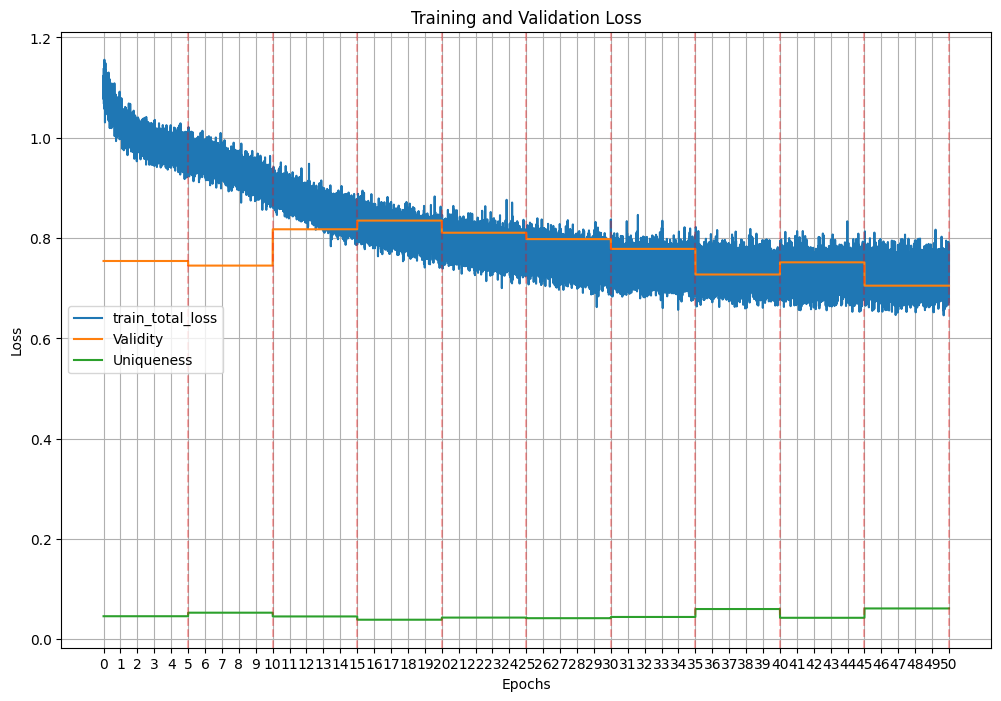 Training and Validation Loss
1.2
1.0
0.8
0.6
0.4
0.2
0.0
Loss
train_total_loss
Validity
Uniqueness
0 1 2 3 4 5 6 7 8 9 10 11 12 13 14 15 16 17 18 19 20 21 22 23 24 25 26 27 28 29 30 31 32 33 34 35 36 37 38 39 40 41 42 43 44 45 46 47 48 49 50
Epochs